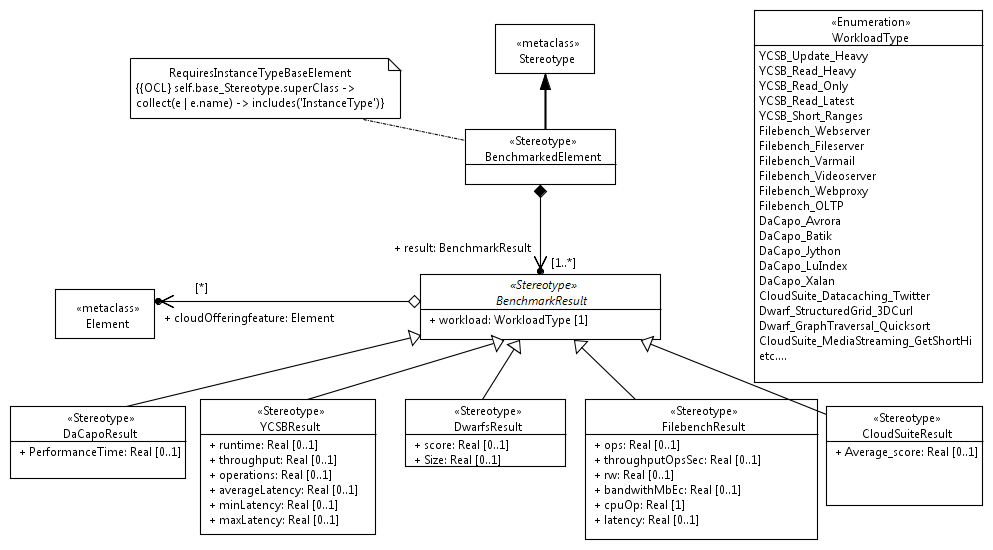 «metaclass»
Stereotype
«Enumeration»
WorkloadType
YCSB_Update_Heavy
YCSB_Read_Heavy
YCSB_Read_Only
YCSB_Read_Latest
YCSB_Short_Ranges
Filebench_Webserver
Filebench_Fileserver
Filebench_Varmail
Filebench_Videoserver
Filebench_Webproxy
Filebench_OLTP
DaCapo_Avrora
DaCapo_Batik
DaCapo_Jython
DaCapo_LuIndex
DaCapo_Xalan
CloudSuite_Datacaching_Twitter
Dwarf_StructuredGrid_3DCurl
Dwarf_GraphTraversal_Quicksort
CloudSuite_MediaStreaming_GetShortHi
etc....
RequiresInstanceTypeBaseElement
{{OCL} self.base_Stereotype.superClass ->
collect(e | e.name) -> includes('InstanceType')}
«Stereotype»
BenchmarkedElement
+ result: BenchmarkResult
[1..*]
«Stereotype»
BenchmarkResult
+ workload: WorkloadType [1]
[*]
+ cloudOfferingfeature: Element
«metaclass»
Element
«Stereotype»
DaCapoResult
+ PerformanceTime: Real [0..1]
«Stereotype»
YCSBResult
+ runtime: Real [0..1]
+ throughput: Real [0..1]
+ operations: Real [0..1]
+ averageLatency: Real [0..1]
+ minLatency: Real [0..1]
+ maxLatency: Real [0..1]
«Stereotype»
DwarfsResult
+ score: Real [0..1]
+ Size: Real [0..1]
«Stereotype»
FilebenchResult
+ ops: Real [0..1]
+ throughputOpsSec: Real [0..1]
+ rw: Real [0..1]
+ bandwithMbEc: Real [0..1]
+ cpuOp: Real [1]
+ latency: Real [0..1]
«Stereotype»
CloudSuiteResult
+ Average_score: Real [0..1]